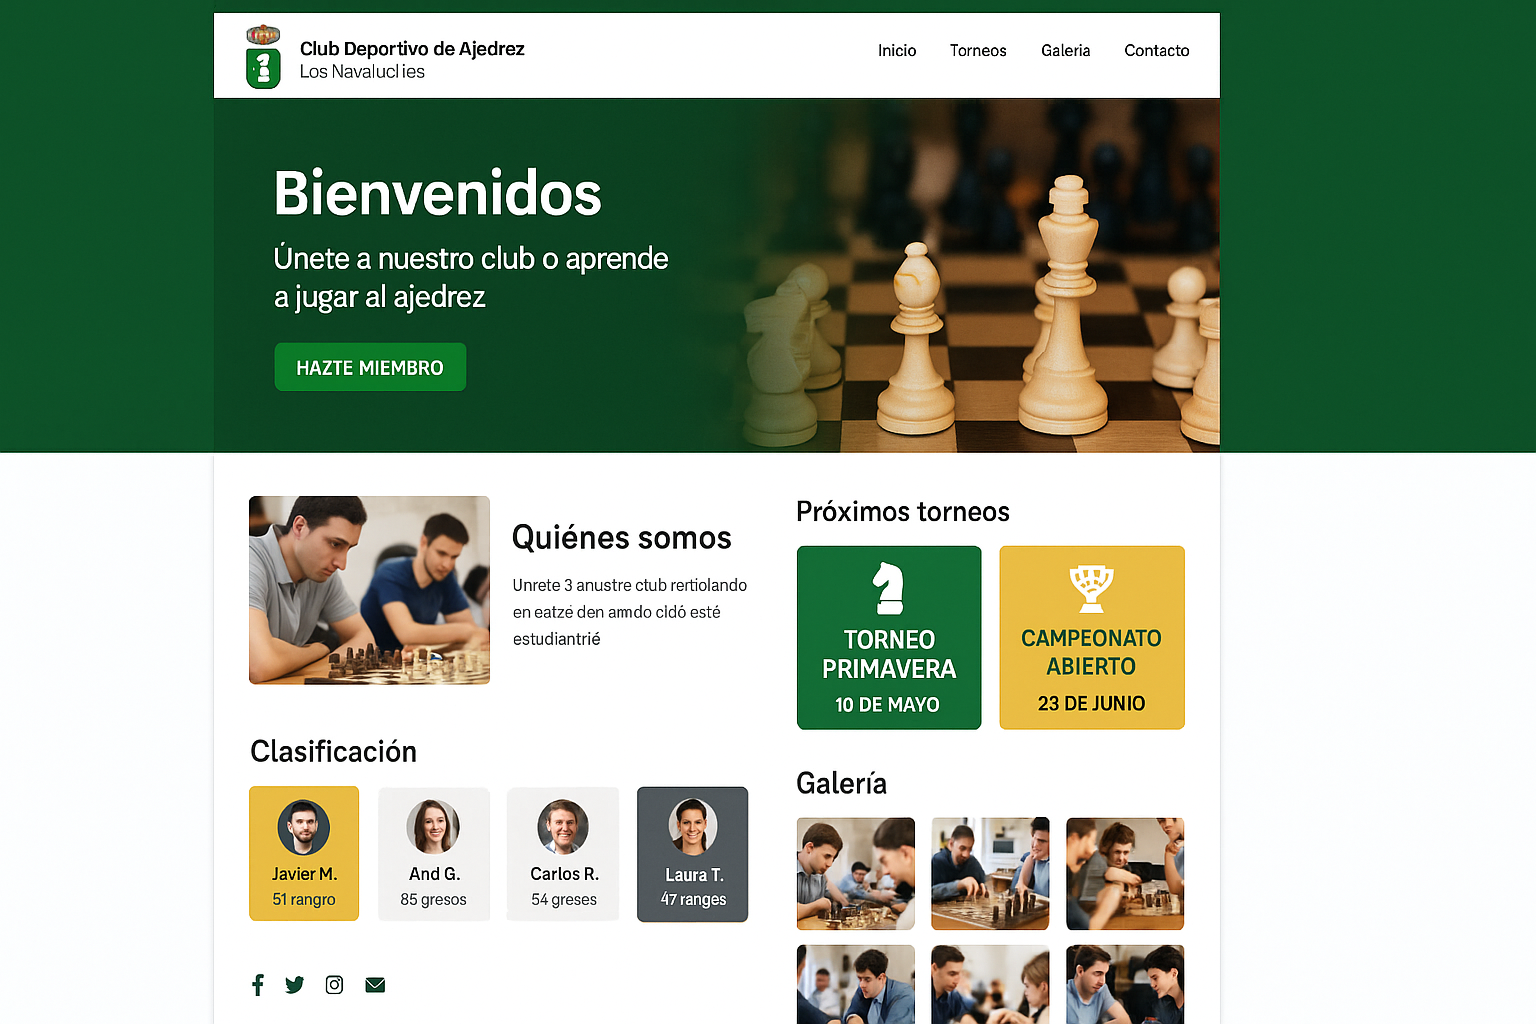 Club Deportivo de Ajedrez
Los Navalucl ies
Inicio
Torneos
Galeria
Contacto
Bienvenidos
Únete a nuestro club o aprende
a jugar al ajedrez
HAZTE MIEMBRO
Quiénes somos
Unrete 3 anustre ctub rertiolando
en eatze den amdo cldó esté
estudiantrié
Próximos torneos
TORNEO
PRIMAVERA
10 DE MAYO
CAMPEONATO
ABIERTO
23 DE JUNIO
Clasificación
Javier M.
51 rangro
And G.
85 gresos
Carlos R.
54 greses
Laura T.
47 ranges
Galería